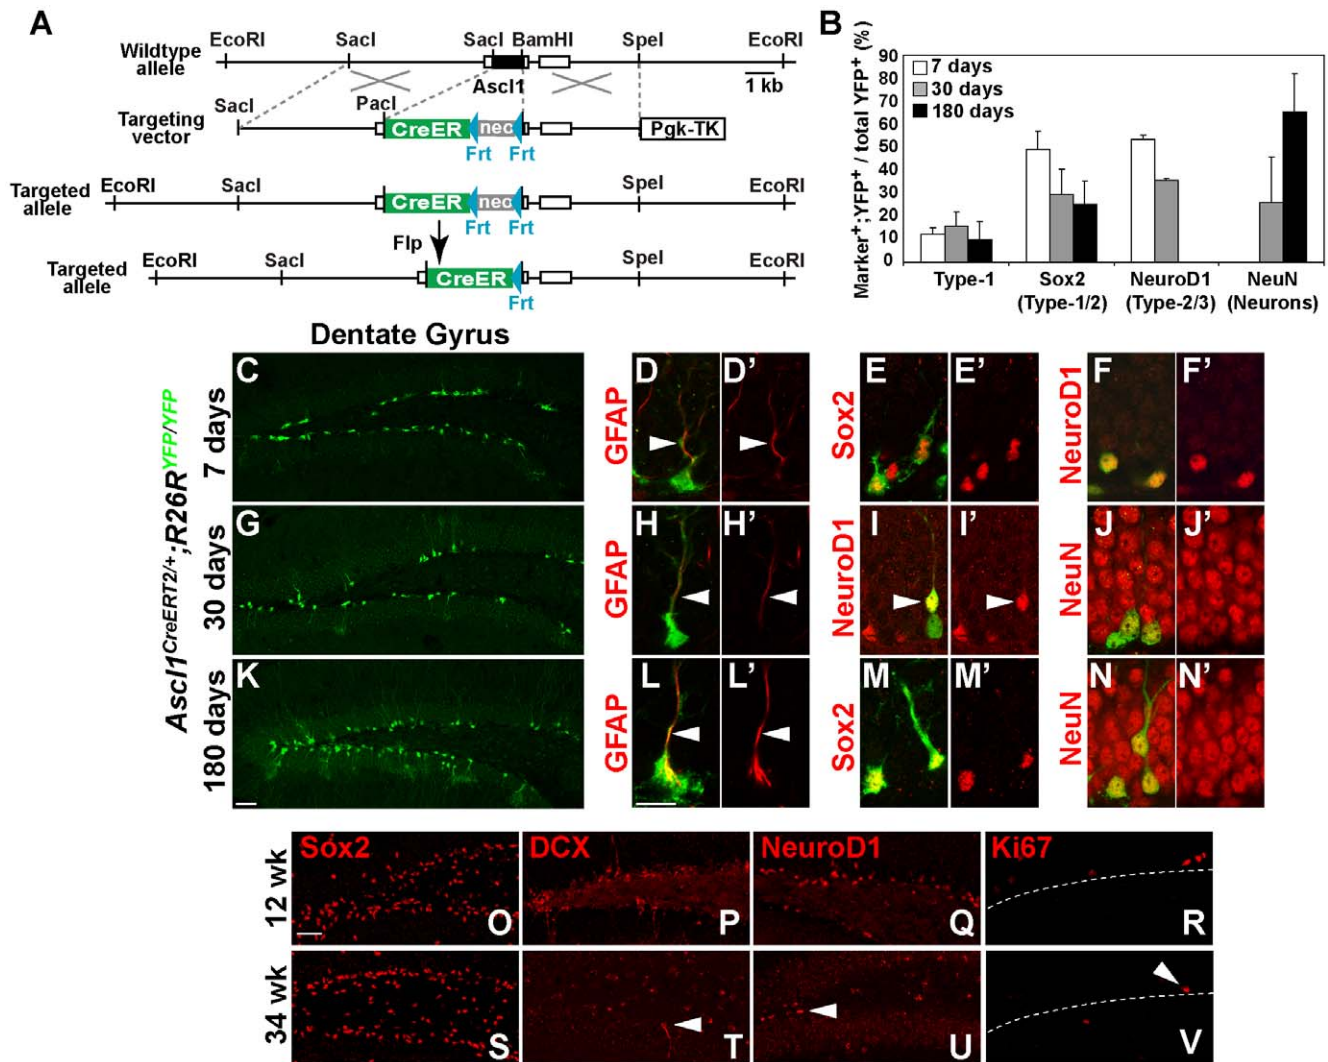 A
EcoRI SacI SacI BamHI SpeI EcoRI
Wildtype
allele
Ascl1
1 kb
SacI PacI
Targeting
vector
CreER neo Pgk-TK
Frt Frt
EcoRI SacI SpeI EcoRI
Targeted
allele
CreER neo
Frt Frt
Flp
EcoRI SacI SpeI EcoRI
Targeted
allele
CreER
Frt
B
Marker+;YFP+ / total YFP+ (%)
90
80
70
60
50
40
30
20
10
0
7 days
30 days
180 days
Type-1 Sox2 NeuroD1 NeuN
(Type-1/2) (Type-2/3) (Neurons)
Dentate Gyrus
Ascl1CreERT2/+;R26RYFP/YFP
7 days
C
GFAP
D D’
Sox2
E E’
NeuroD1
F F’
30 days
G
GFAP
H H’
NeuroD1
I I’
NeuN
J J’
180 days
K
GFAP
L L’
Sox2
M M’
NeuN
N N’
12 wk
Sox2 DCX NeuroD1 Ki67
O P Q R
34 wk
S T U V